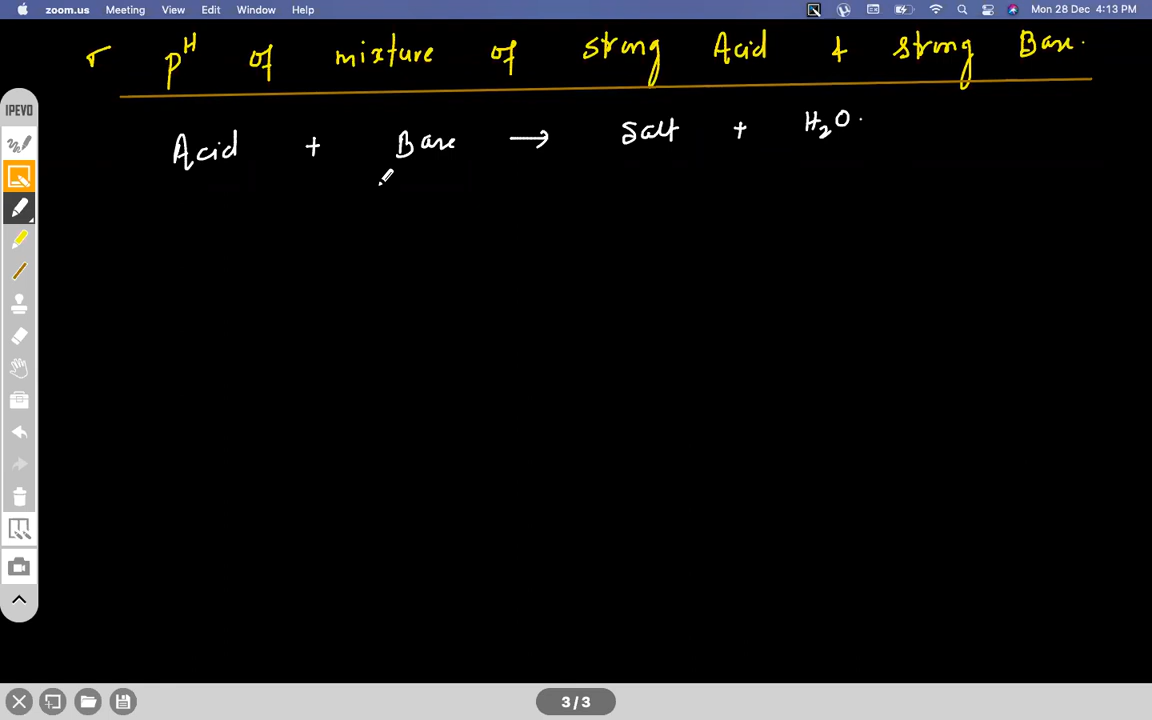 zoom.us Meeting View Edit Window Help Mon 28 Dec 4:13 PM
pH of mixture of strong Acid + strong Base.
IPEVO
Acid + Base → Salt + H₂O.
3/3